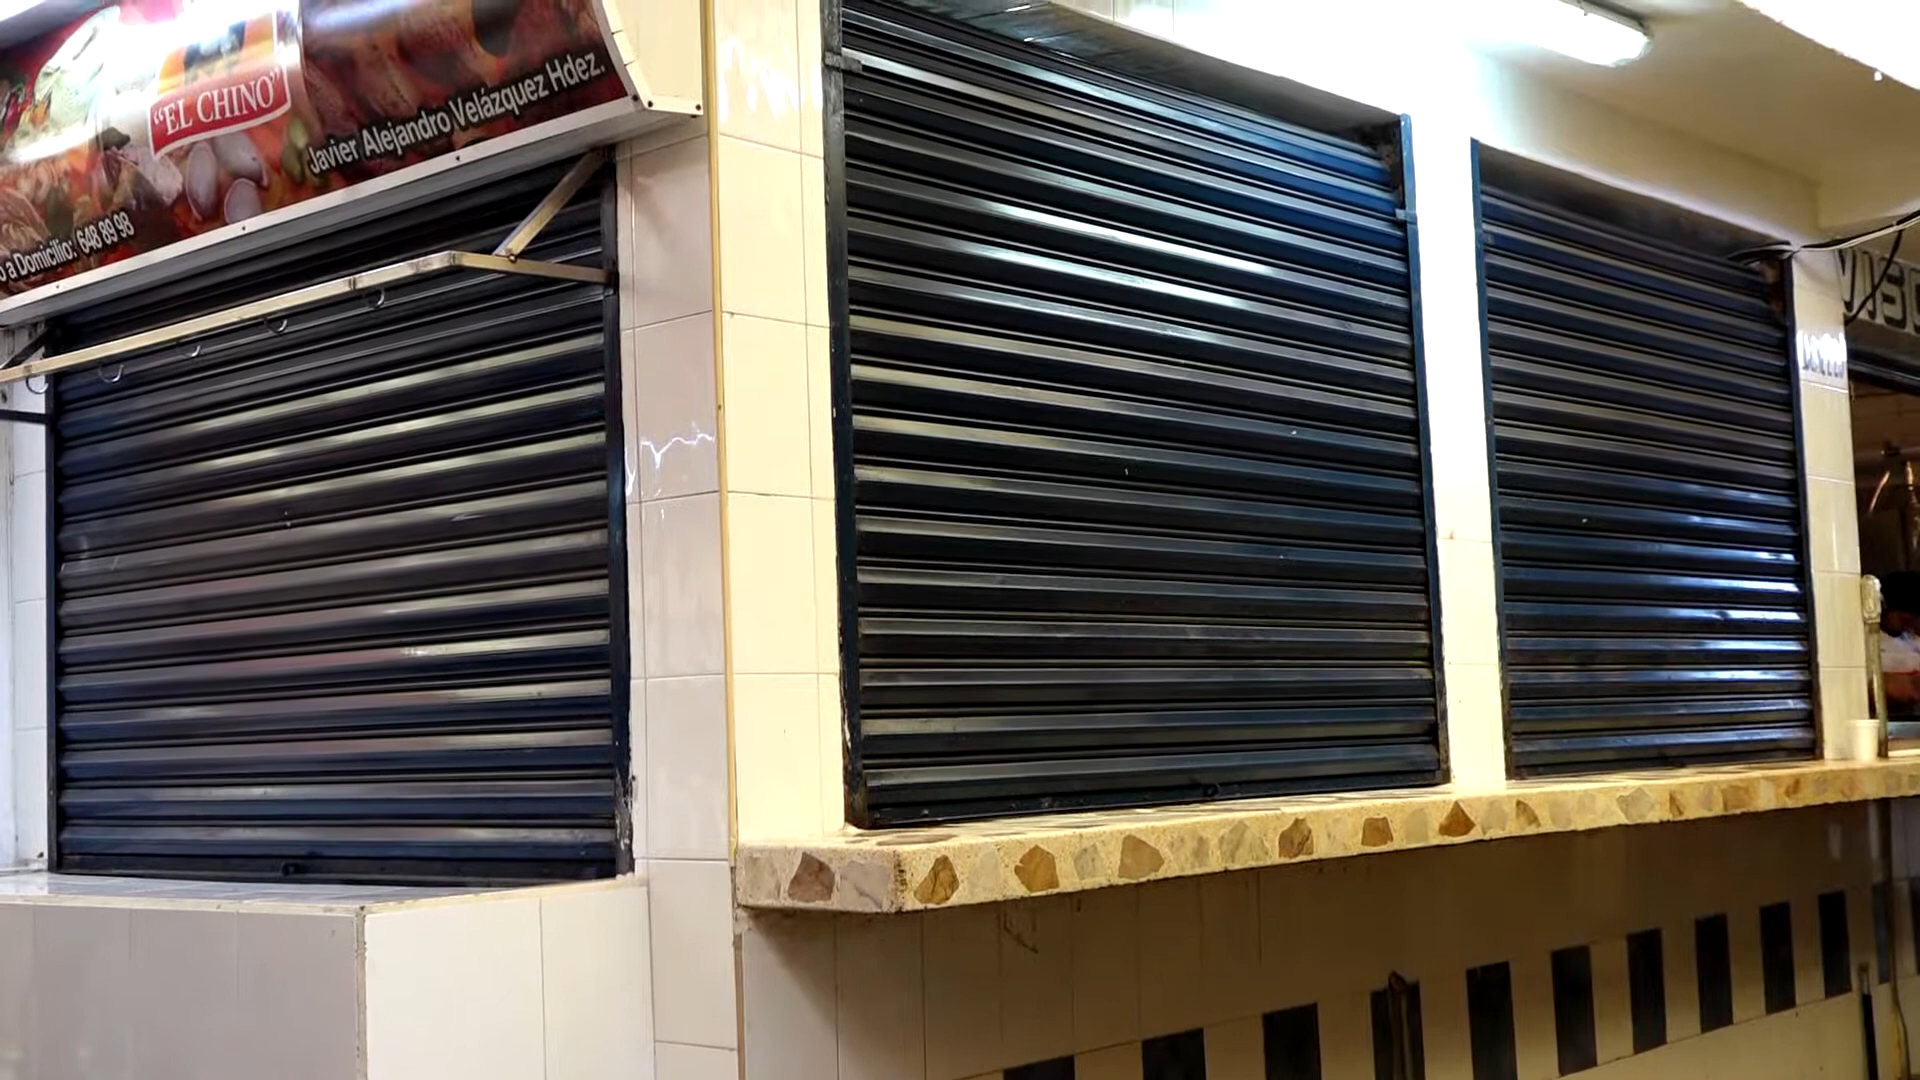 "EL CHINO"
Javier Alejandro Velázquez Hdez.
a Domicilio: 648 89 98